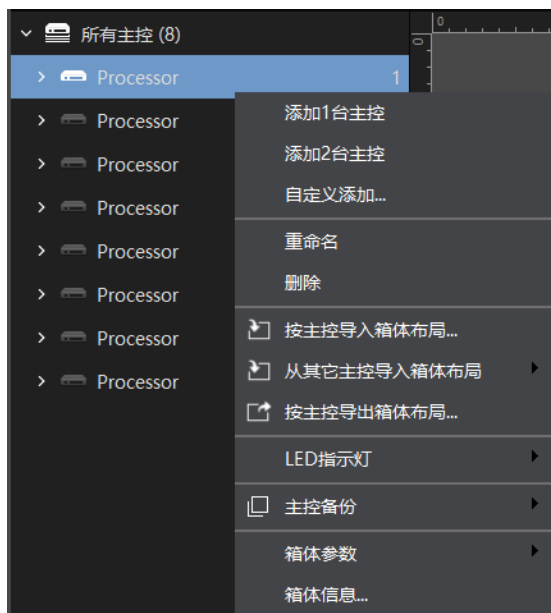 所有主控 (8)
0
0
Processor 1
Processor
Processor
Processor
Processor
Processor
Processor
Processor
添加1台主控
添加2台主控
自定义添加...
重命名
删除
按主控导入箱体布局...
从其它主控导入箱体布局
按主控导出箱体布局...
LED指示灯
主控备份
箱体参数
箱体信息...